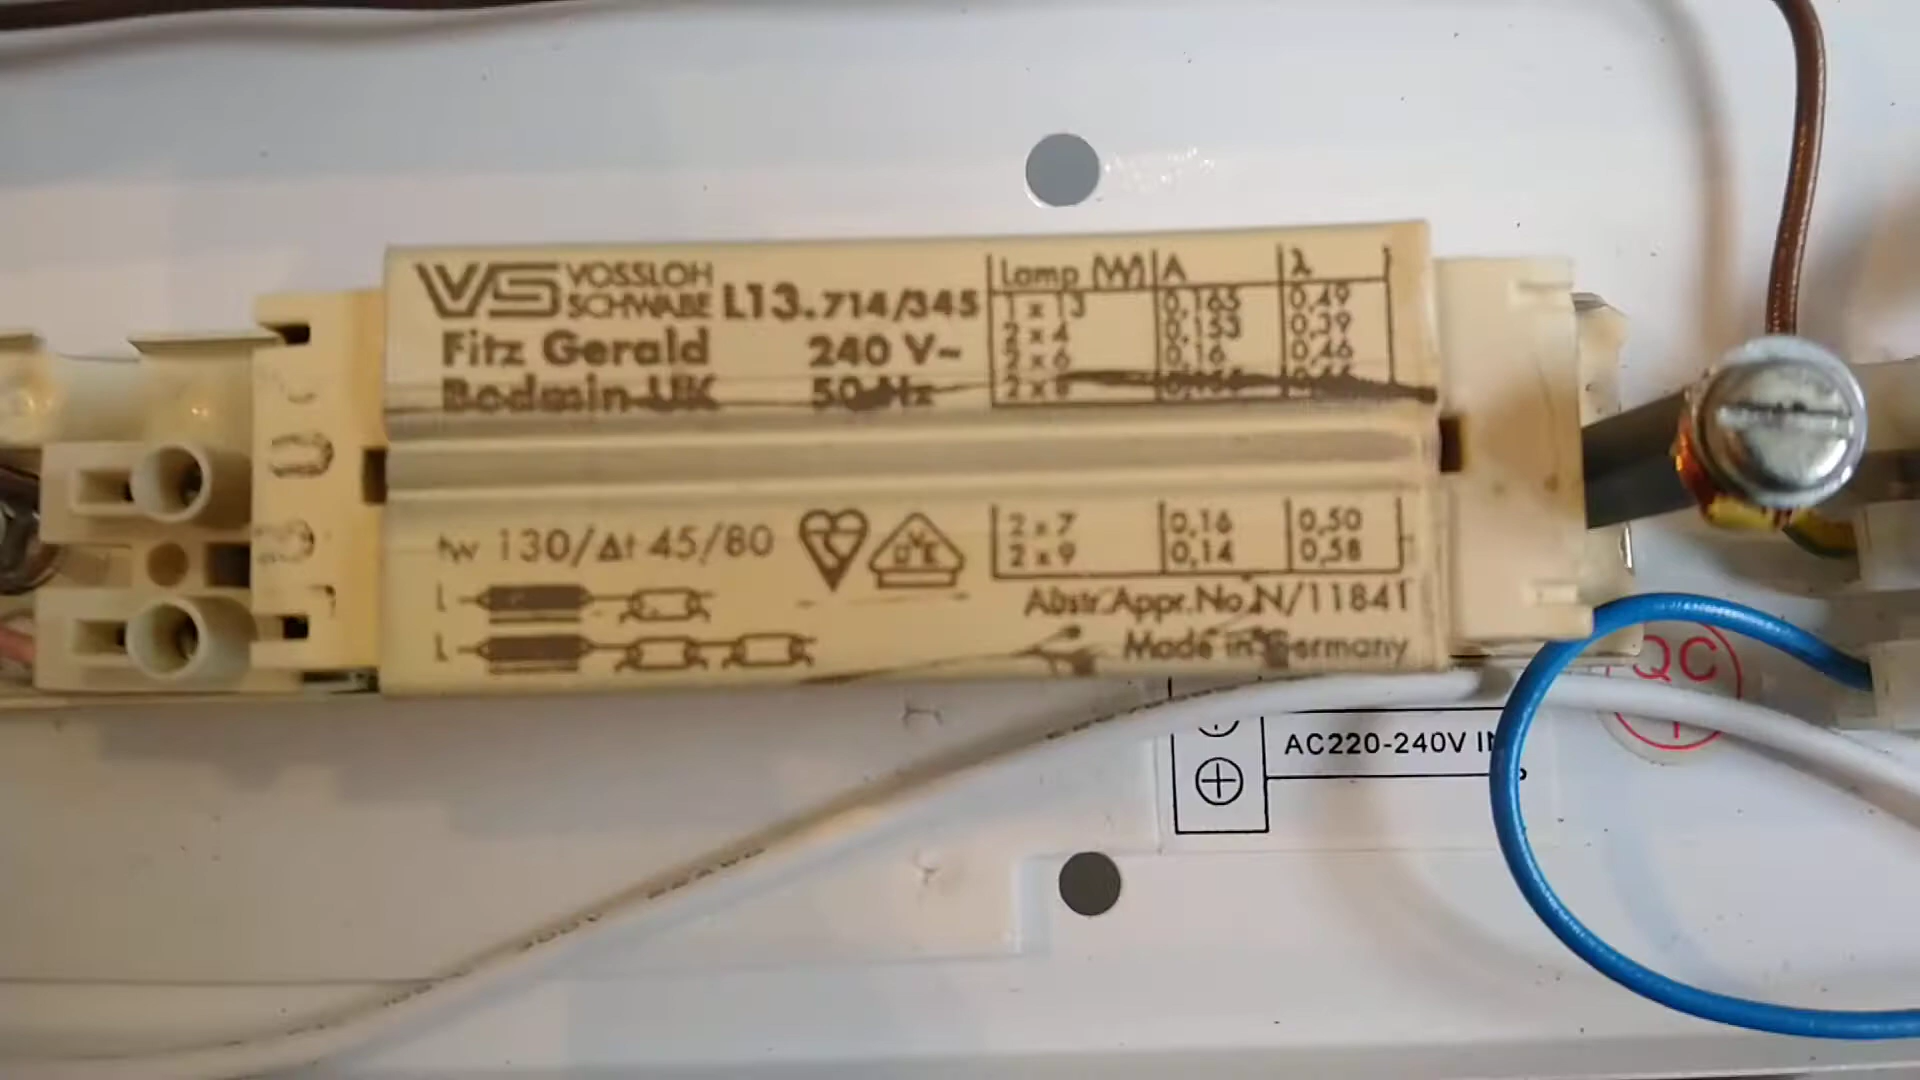 VS VOSSLOH SCHWABE L13.714/345
Fitz Gerald 240 V~
Bodmin UK 50 Hz
Lamp (W) A λ
1 x 13 0,165 0,49
2 x 4 0,153 0,39
2 x 6 0,16 0,46
2 x 8
tw 130/Δt 45/80
VE
2 x 7 0,16 0,50
2 x 9 0,14 0,58
L
L
Abstr.Appr.No.N/11841
Made in Germany
QC
AC220-240V IN